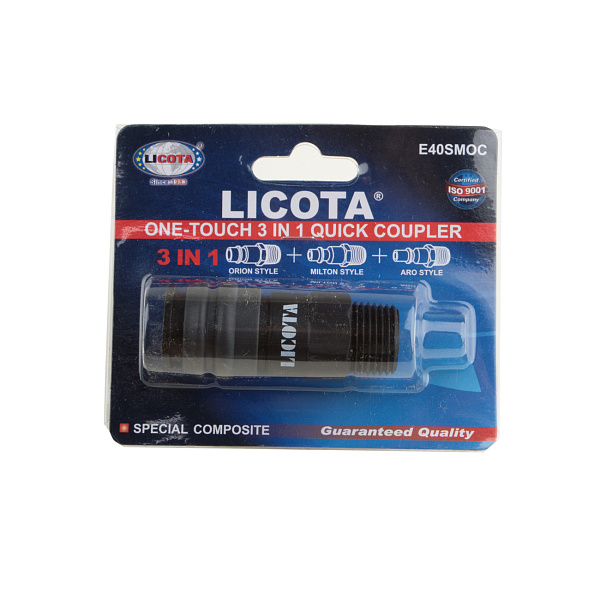 LICOTA
E40SMOC
Certified
ISO 9001
Company
LICOTA®
ONE-TOUCH 3 IN 1 QUICK COUPLER
3 IN 1 + +
ORION STYLE MILTON STYLE ARO STYLE
LICOTA
SPECIAL COMPOSITE Guaranteed Quality